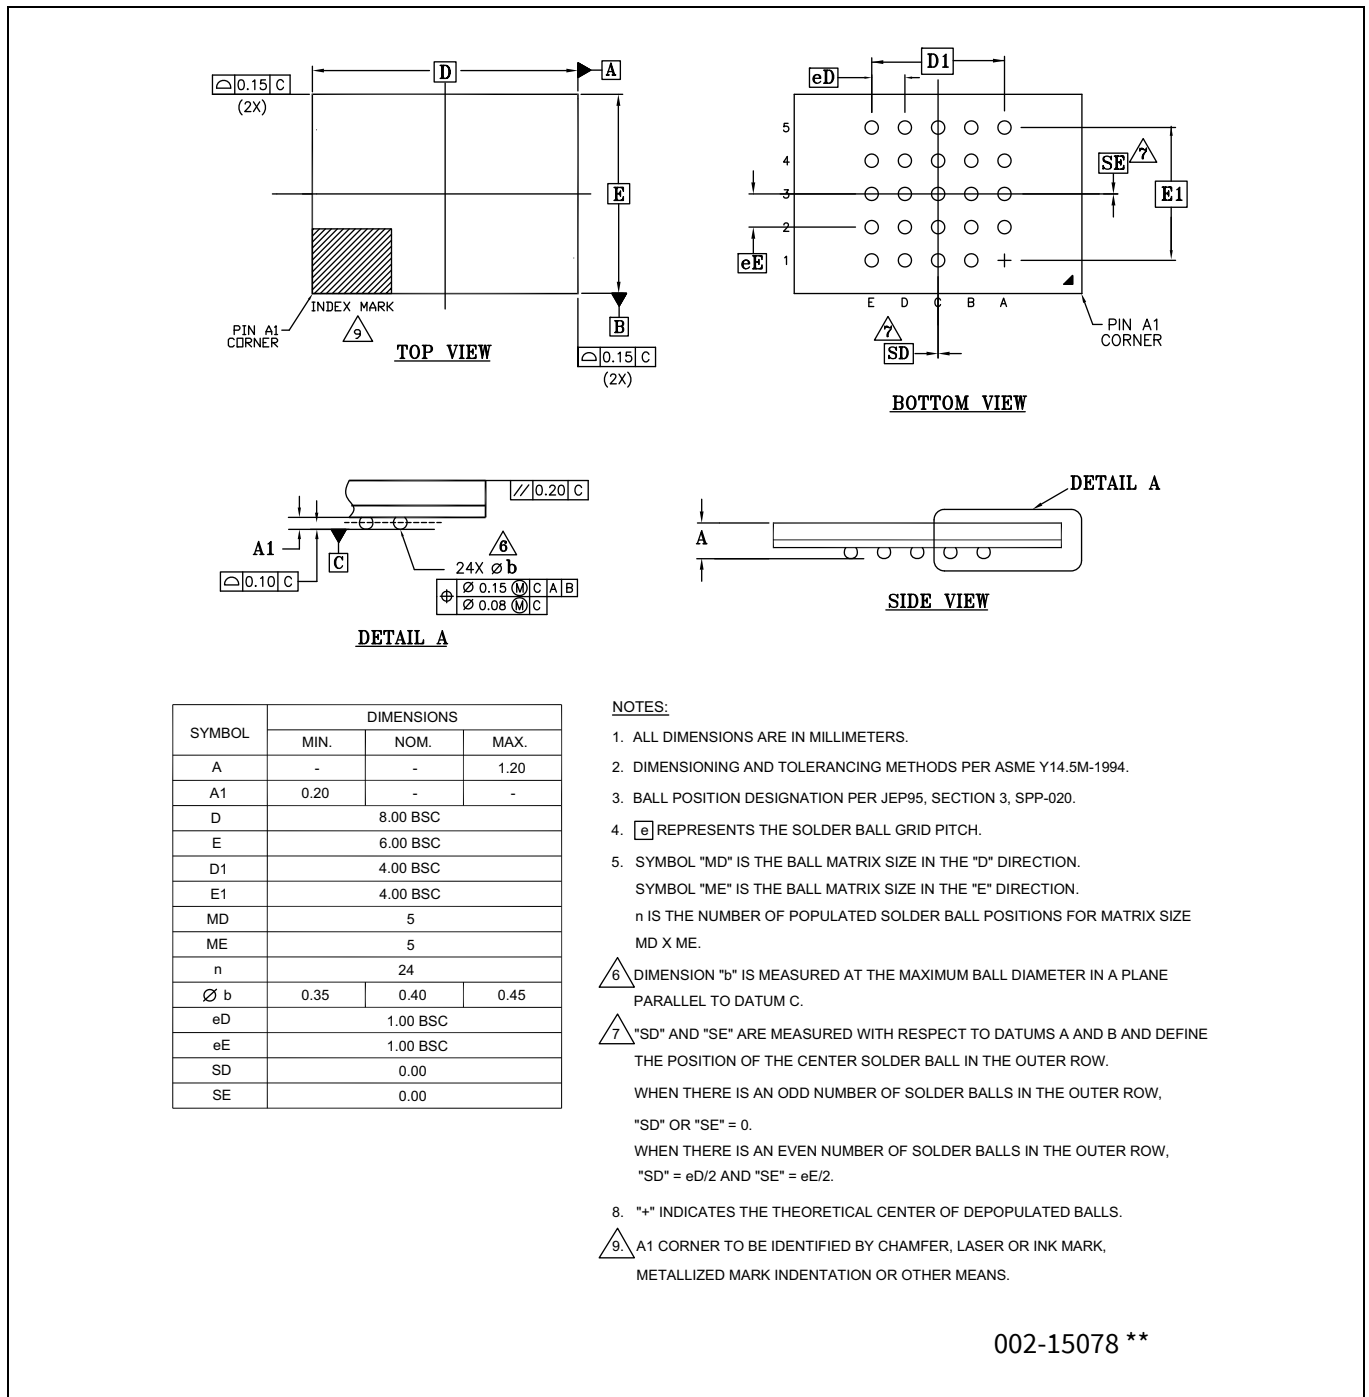 D
A
0.15 C
(2X)
E
INDEX MARK
9
PIN A1
CORNER
B
TOP VIEW
0.15 C
(2X)
D1
eD
5
4
3
2
1
SE
7
E1
eE
E D C B A
7
SD
PIN A1
CORNER
BOTTOM VIEW
// 0.20 C
A1
C
0.10 C
6
24X Ø b
⌖ Ø 0.15 Ⓜ C A B
Ø 0.08 Ⓜ C
DETAIL A
DETAIL A
A
SIDE VIEW
SYMBOL DIMENSIONS
MIN. NOM. MAX.
A - - 1.20
A1 0.20 - -
D 8.00 BSC
E 6.00 BSC
D1 4.00 BSC
E1 4.00 BSC
MD 5
ME 5
n 24
Ø b 0.35 0.40 0.45
eD 1.00 BSC
eE 1.00 BSC
SD 0.00
SE 0.00
NOTES:
1. ALL DIMENSIONS ARE IN MILLIMETERS.
2. DIMENSIONING AND TOLERANCING METHODS PER ASME Y14.5M-1994.
3. BALL POSITION DESIGNATION PER JEP95, SECTION 3, SPP-020.
4. e REPRESENTS THE SOLDER BALL GRID PITCH.
5. SYMBOL "MD" IS THE BALL MATRIX SIZE IN THE "D" DIRECTION.
SYMBOL "ME" IS THE BALL MATRIX SIZE IN THE "E" DIRECTION.
n IS THE NUMBER OF POPULATED SOLDER BALL POSITIONS FOR MATRIX SIZE
MD X ME.
6 DIMENSION "b" IS MEASURED AT THE MAXIMUM BALL DIAMETER IN A PLANE
PARALLEL TO DATUM C.
7 "SD" AND "SE" ARE MEASURED WITH RESPECT TO DATUMS A AND B AND DEFINE
THE POSITION OF THE CENTER SOLDER BALL IN THE OUTER ROW.
WHEN THERE IS AN ODD NUMBER OF SOLDER BALLS IN THE OUTER ROW,
"SD" OR "SE" = 0.
WHEN THERE IS AN EVEN NUMBER OF SOLDER BALLS IN THE OUTER ROW,
"SD" = eD/2 AND "SE" = eE/2.
8. "+" INDICATES THE THEORETICAL CENTER OF DEPOPULATED BALLS.
9. A1 CORNER TO BE IDENTIFIED BY CHAMFER, LASER OR INK MARK,
METALLIZED MARK INDENTATION OR OTHER MEANS.
002-15078 **